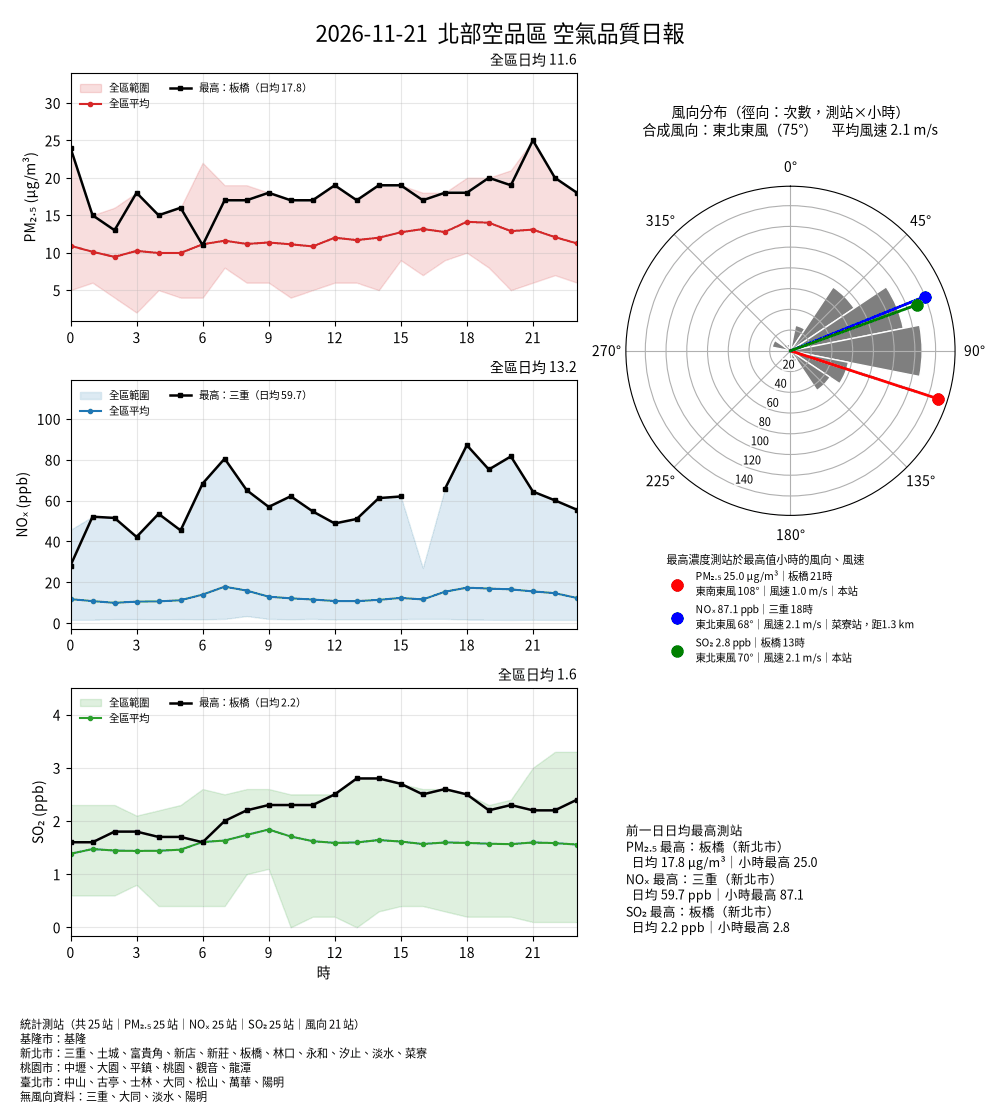 2026-11-21 北部空品區 空氣品質日報
全區日均 11.6
全區範圍
全區平均
最高：板橋（日均 17.8）
PM₂.₅ (μg/m³)
30
25
20
15
10
5
0 3 6 9 12 15 18 21
全區日均 13.2
全區範圍
全區平均
最高：三重（日均 59.7）
NOₓ (ppb)
100
80
60
40
20
0
0 3 6 9 12 15 18 21
全區日均 1.6
全區範圍
全區平均
最高：板橋（日均 2.2）
SO₂ (ppb)
4
3
2
1
0
0 3 6 9 12 15 18 21
時
風向分布（徑向：次數，測站×小時）
合成風向：東北東風（75°） 平均風速 2.1 m/s
0°
45°
90°
135°
180°
225°
270°
315°
20
40
60
80
100
120
140
最高濃度測站於最高值小時的風向、風速
PM₂.₅ 25.0 μg/m³｜板橋 21時
東南東風 108°｜風速 1.0 m/s｜本站
NOₓ 87.1 ppb｜三重 18時
東北東風 68°｜風速 2.1 m/s｜菜寮站，距1.3 km
SO₂ 2.8 ppb｜板橋 13時
東北東風 70°｜風速 2.1 m/s｜本站
前一日日均最高測站
PM₂.₅ 最高：板橋（新北市）
日均 17.8 μg/m³｜小時最高 25.0
NOₓ 最高：三重（新北市）
日均 59.7 ppb｜小時最高 87.1
SO₂ 最高：板橋（新北市）
日均 2.2 ppb｜小時最高 2.8
統計測站（共 25 站｜PM₂.₅ 25 站｜NOₓ 25 站｜SO₂ 25 站｜風向 21 站）
基隆市：基隆
新北市：三重、土城、富貴角、新店、新莊、板橋、林口、永和、汐止、淡水、菜寮
桃園市：中壢、大園、平鎮、桃園、觀音、龍潭
臺北市：中山、古亭、士林、大同、松山、萬華、陽明
無風向資料：三重、大同、淡水、陽明